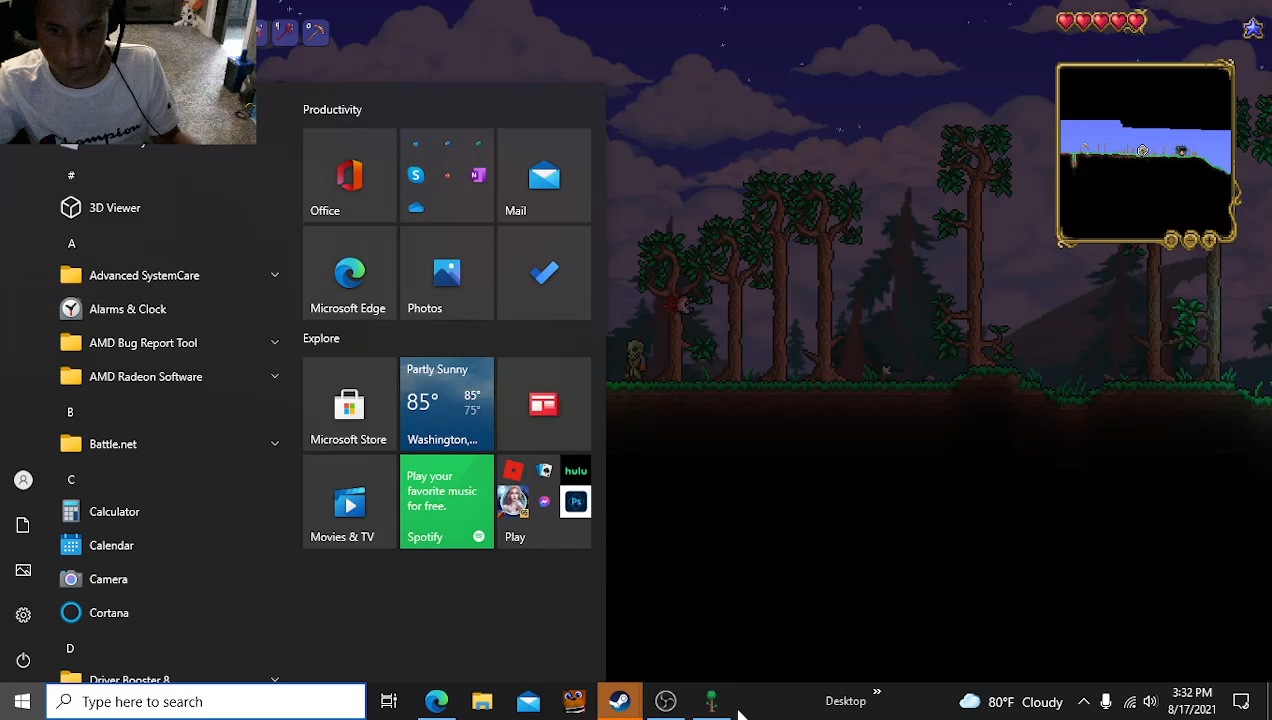 Champion
#
3D Viewer
A
Advanced SystemCare
Alarms & Clock
AMD Bug Report Tool
AMD Radeon Software
B
Battle.net
C
Calculator
Calendar
Camera
Cortana
D
Driver Booster 8
Productivity
Office
Mail
Microsoft Edge
Photos
Explore
Microsoft Store
Partly Sunny
85°
85°
75°
Washington,...
Movies & TV
Play your
favorite music
for free.
Spotify
hulu
Ps
Play
Type here to search
Desktop
80°F Cloudy
3:32 PM
8/17/2021